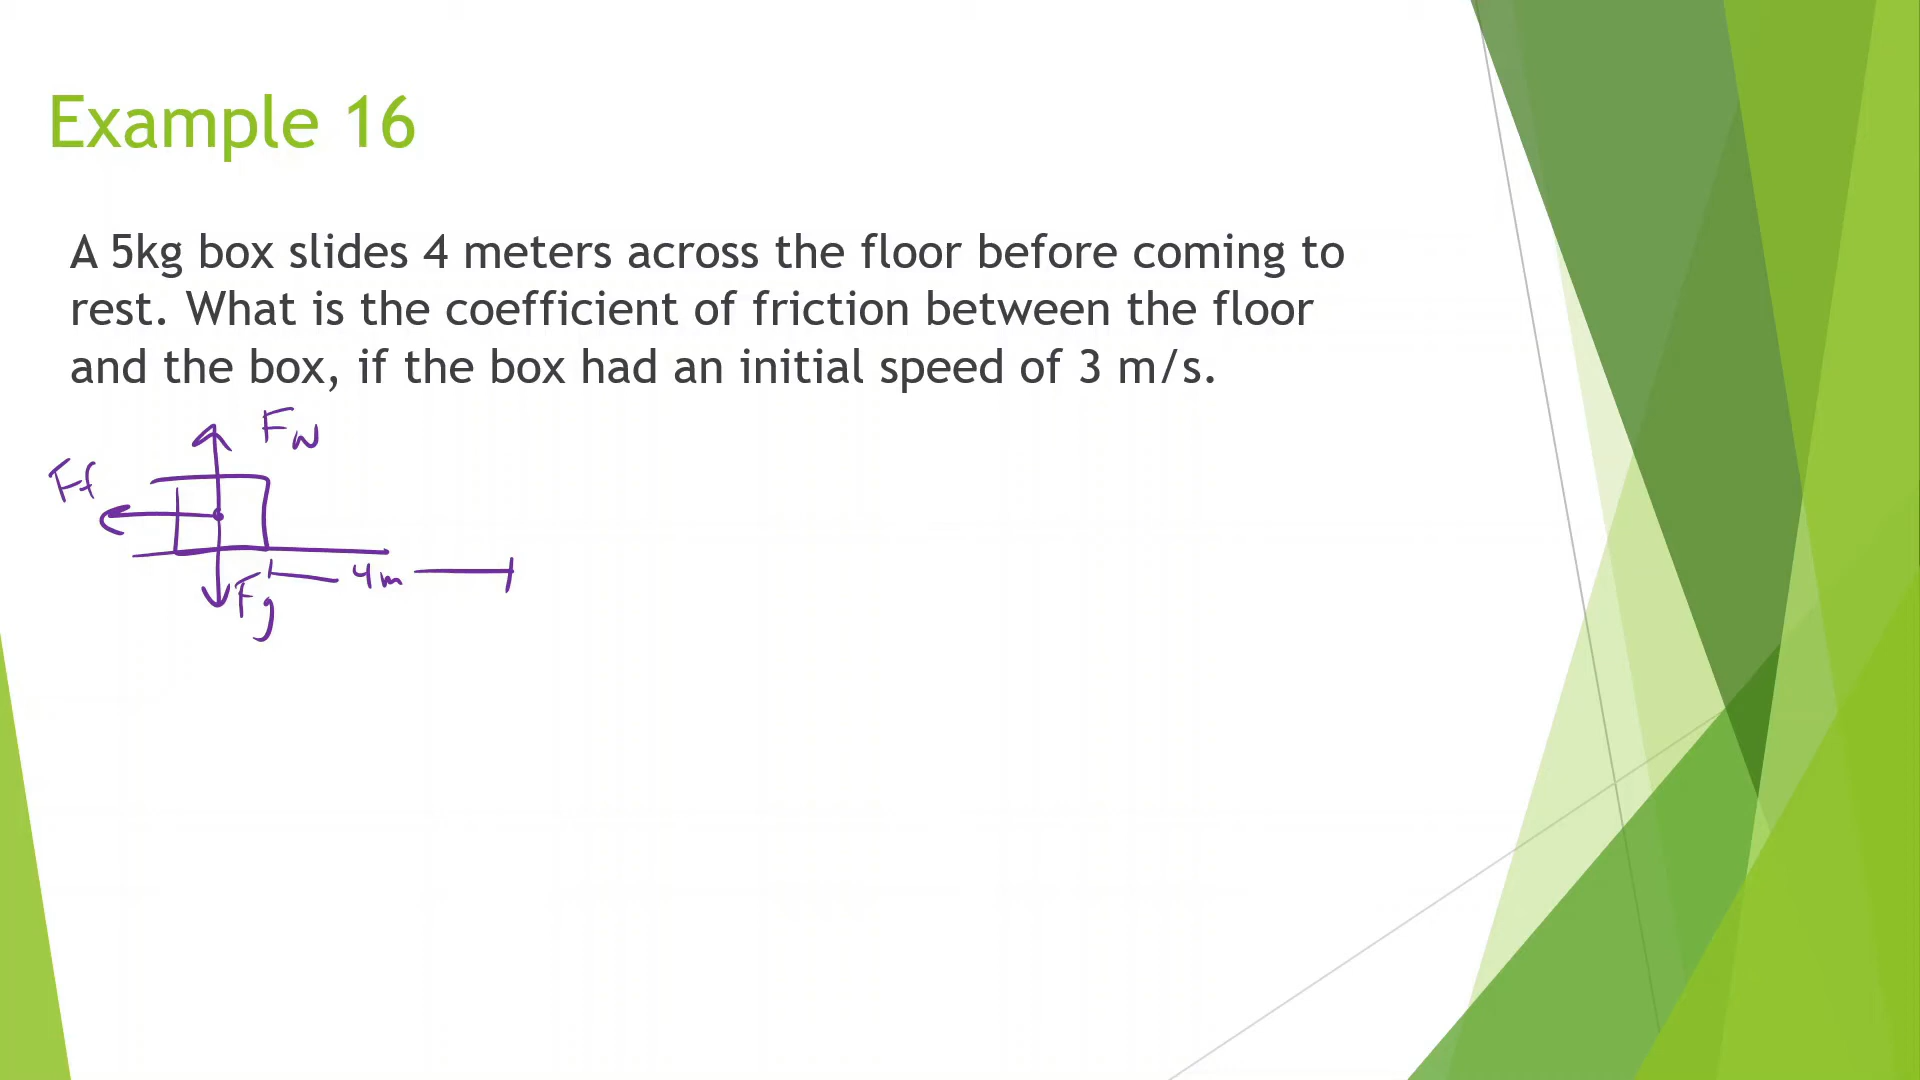 Example 16
A 5kg box slides 4 meters across the floor before coming to
rest. What is the coefficient of friction between the floor
and the box, if the box had an initial speed of 3 m/s.
FN
Ff
4m
Fg